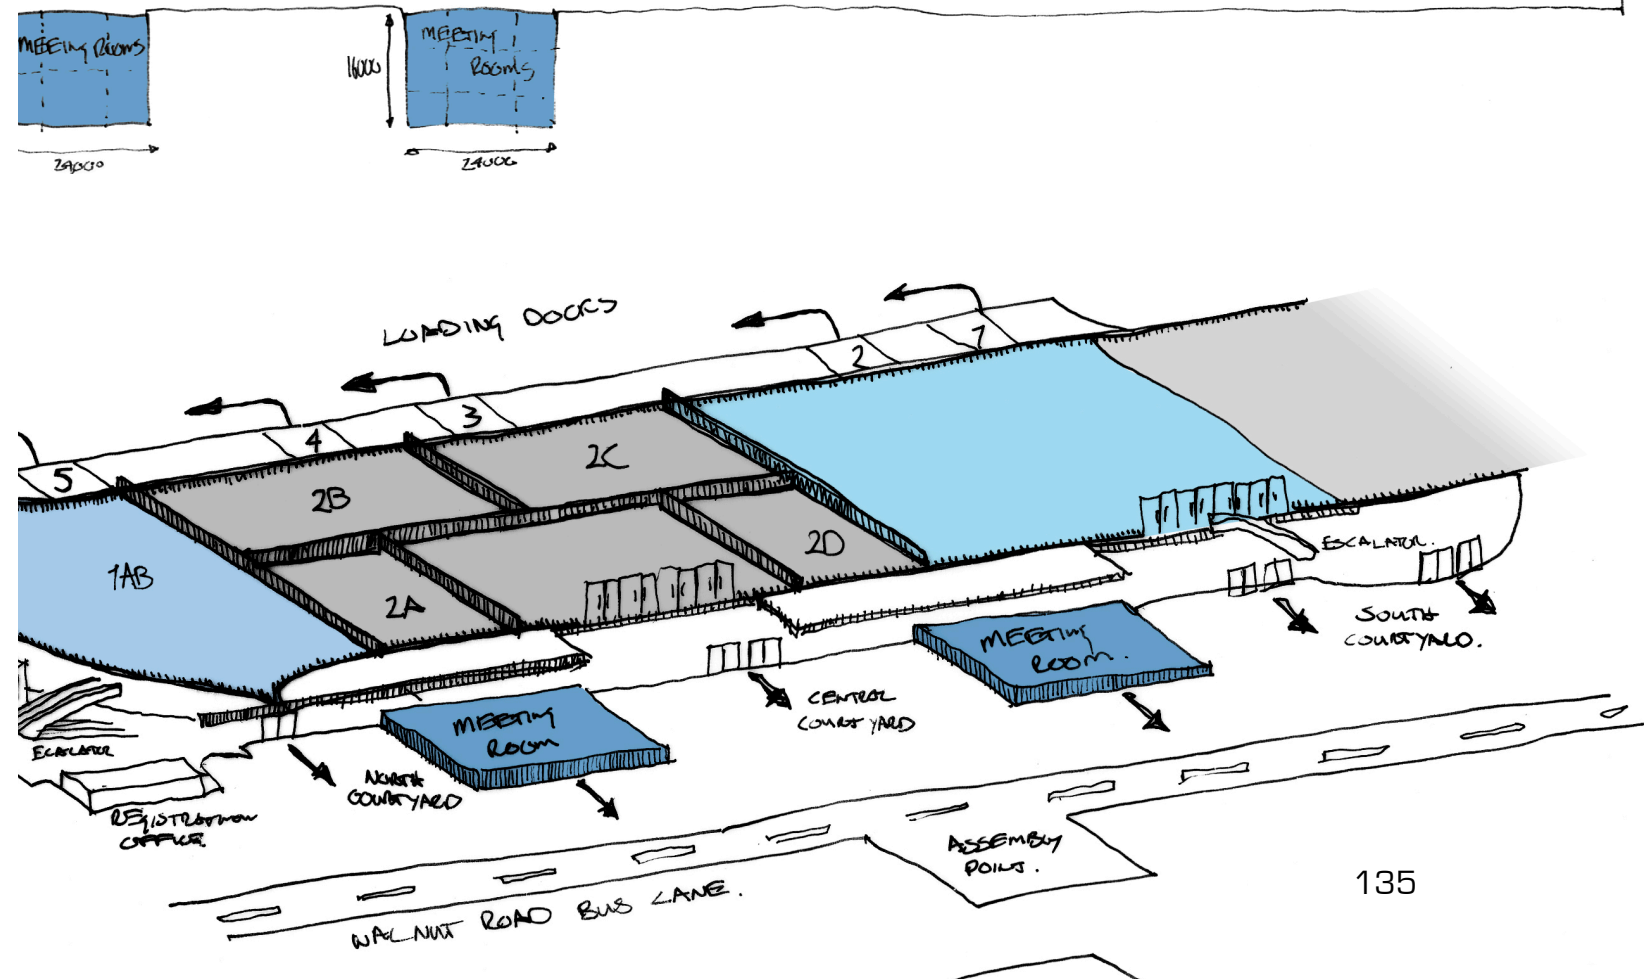 MEEING ROOMS
MEETING
ROOMS
16000
24000
24000
LOADING DOCKS
1
2
3
4
5
2C
2B
2D
1AB
2A
ESCALATOR.
SOUTH
COURTYARD.
MEETING
ROOM.
CENTRAL
COURTYARD
MEETING
ROOM
ESCALATOR
NORTH
COURTYARD
REGISTRATION
OFFICE
ASSEMBLY
POINT.
135
WALNUT ROAD BUS LANE.